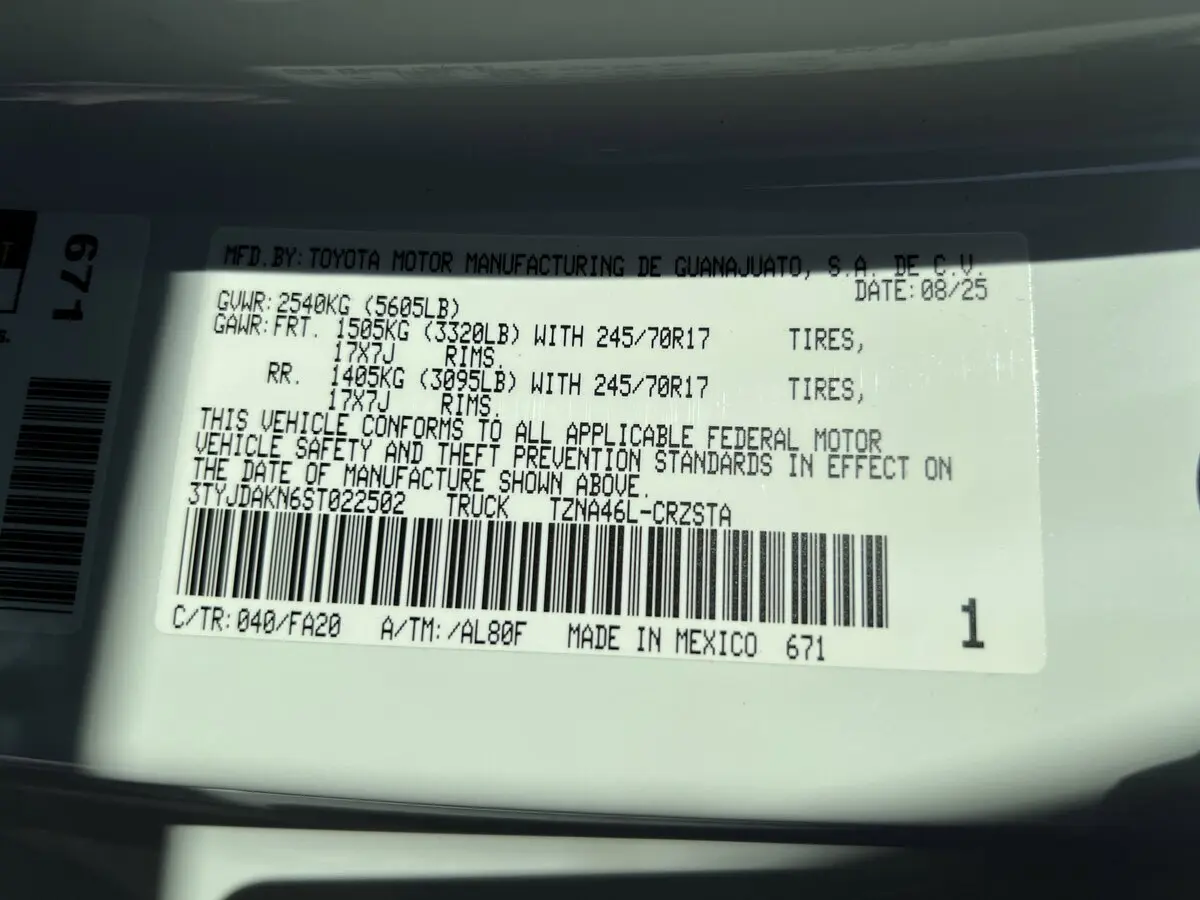 671
MFD.BY: TOYOTA MOTOR MANUFACTURING DE GUANAJUATO, S.A. DE C.V.
DATE: 08/25
GVWR: 2540KG (5605LB)
GAWR: FRT. 1505KG (3320LB) WITH 245/70R17 TIRES,
17X7J RIMS.
RR. 1405KG (3095LB) WITH 245/70R17 TIRES,
17X7J RIMS.
THIS VEHICLE CONFORMS TO ALL APPLICABLE FEDERAL MOTOR
VEHICLE SAFETY AND THEFT PREVENTION STANDARDS IN EFFECT ON
THE DATE OF MANUFACTURE SHOWN ABOVE.
3TYJDAKN6ST022502 TRUCK TZNA46L-CRZSTA
C/TR: 040/FA20 A/TM: /AL80F MADE IN MEXICO 671
1